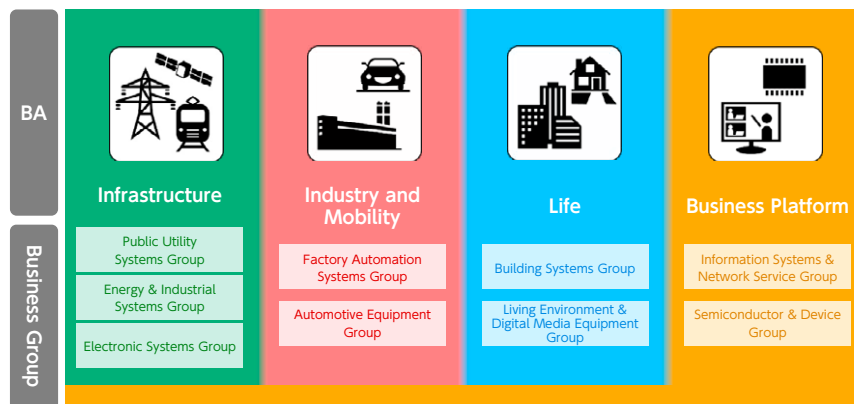 BA
Infrastructure
Industry and
Mobility
Life
Business Platform
Business Group
Public Utility
Systems Group
Energy & Industrial
Systems Group
Electronic Systems Group
Factory Automation
Systems Group
Automotive Equipment
Group
Building Systems Group
Living Environment &
Digital Media Equipment
Group
Information Systems &
Network Service Group
Semiconductor & Device
Group